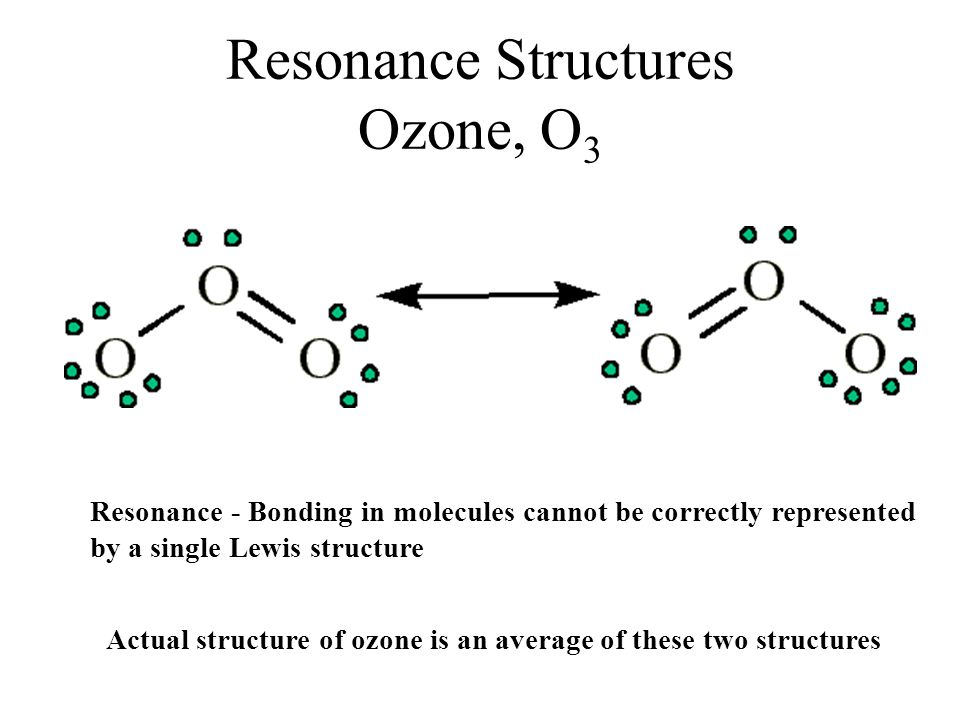 Resonance Structures
Ozone, O₃
O O
O O O O
Resonance - Bonding in molecules cannot be correctly represented
by a single Lewis structure
Actual structure of ozone is an average of these two structures